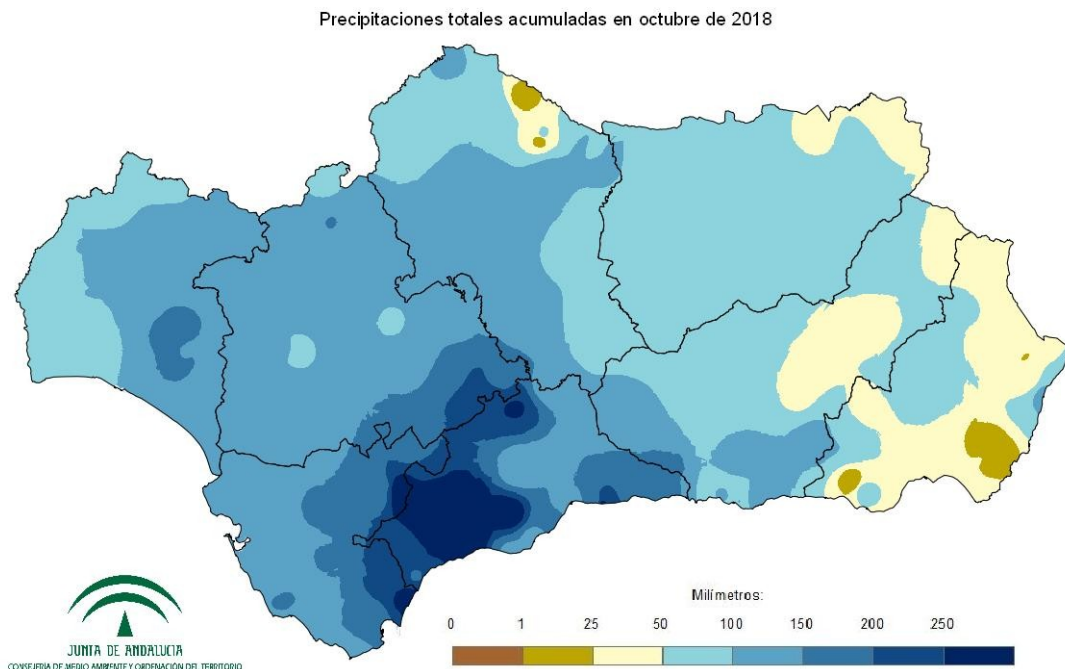 Precipitaciones totales acumuladas en octubre de 2018
Milímetros:
0 1 25 50 100 150 200 250
JUNTA DE ANDALUCIA
CONSEJERÍA DE MEDIO AMBIENTE Y ORDENACIÓN DEL TERRITORIO